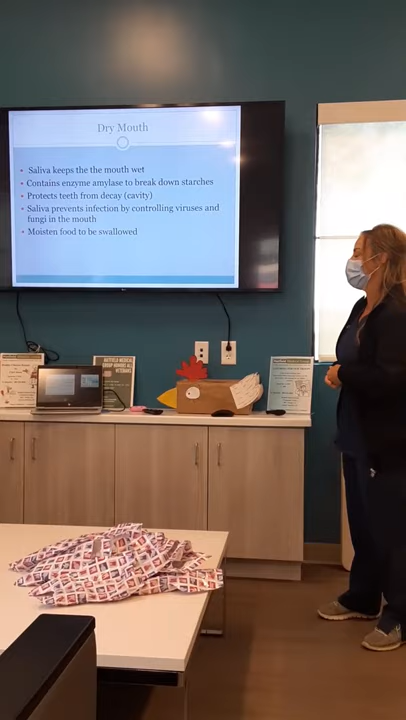 Dry Mouth
• Saliva keeps the the mouth wet
• Contains enzyme amylase to break down starches
• Protects teeth from decay (cavity)
• Saliva prevents infection by controlling viruses and
fungi in the mouth
• Moisten food to be swallowed